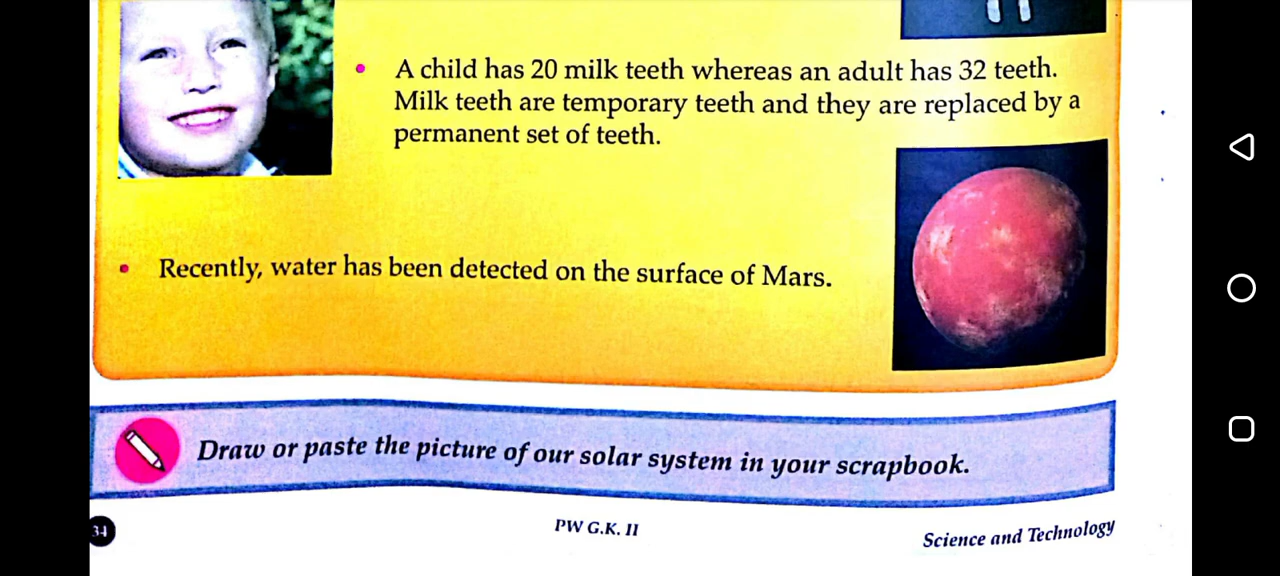 • A child has 20 milk teeth whereas an adult has 32 teeth.
Milk teeth are temporary teeth and they are replaced by a
permanent set of teeth.
• Recently, water has been detected on the surface of Mars.
Draw or paste the picture of our solar system in your scrapbook.
34
PW G.K. II
Science and Technology